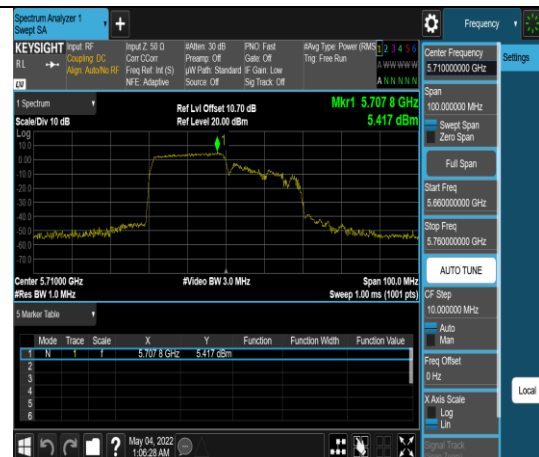 Spectrum Analyzer 1
Swept SA
+
Frequency
KEYSIGHT
RL
Input: RF
Coupling: DC
Align: Auto/No RF
Input Z: 50 Ω
Corr CCorr
Freq Ref: Int (S)
NFE: Adaptive
#Atten: 30 dB
Preamp: Off
µW Path: Standard
Source: Off
PNO: Fast
Gate: Off
IF Gain: Low
Sig Track: Off
#Avg Type: Power (RMS
Trig: Free Run
1 2 3 4 5 6
A WW WW W
A N N N N N
1 Spectrum
Scale/Div 10 dB
Ref Lvl Offset 10.70 dB
Ref Level 20.00 dBm
Mkr1 5.707 8 GHz
5.417 dBm
Log
10.0
0.00
-10.0
-20.0
-30.0
-40.0
-50.0
-60.0
-70.0
1
Center 5.71000 GHz
#Res BW 1.0 MHz
#Video BW 3.0 MHz
Span 100.0 MHz
Sweep 1.00 ms (1001 pts)
5 Marker Table
Mode Trace Scale X Y Function Function Width Function Value
1 N 1 f 5.707 8 GHz 5.417 dBm
2
3
4
5
6
May 04, 2022
1:06:28 AM
Center Frequency
5.710000000 GHz
Span
100.000000 MHz
Swept Span
Zero Span
Full Span
Start Freq
5.660000000 GHz
Stop Freq
5.760000000 GHz
AUTO TUNE
CF Step
10.000000 MHz
Auto
Man
Freq Offset
0 Hz
X Axis Scale
Log
Lin
Signal Track
Settings
Local